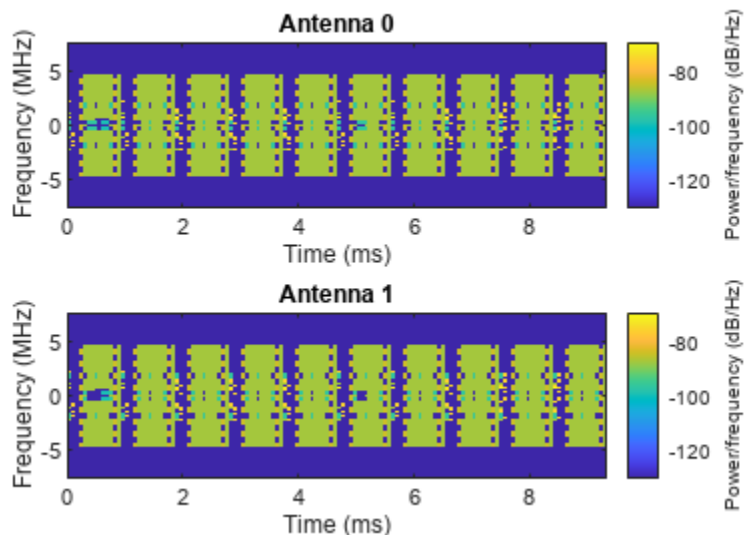 Antenna 0
Frequency (MHz)
5
0
-5
0
2
4
6
8
Time (ms)
-80
-100
-120
Power/frequency (dB/Hz)
Antenna 1
Frequency (MHz)
5
0
-5
0
2
4
6
8
Time (ms)
-80
-100
-120
Power/frequency (dB/Hz)